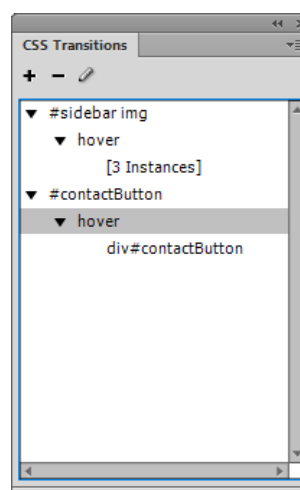 CSS Transitions
#sidebar img
hover
[3 Instances]
#contactButton
hover
div#contactButton